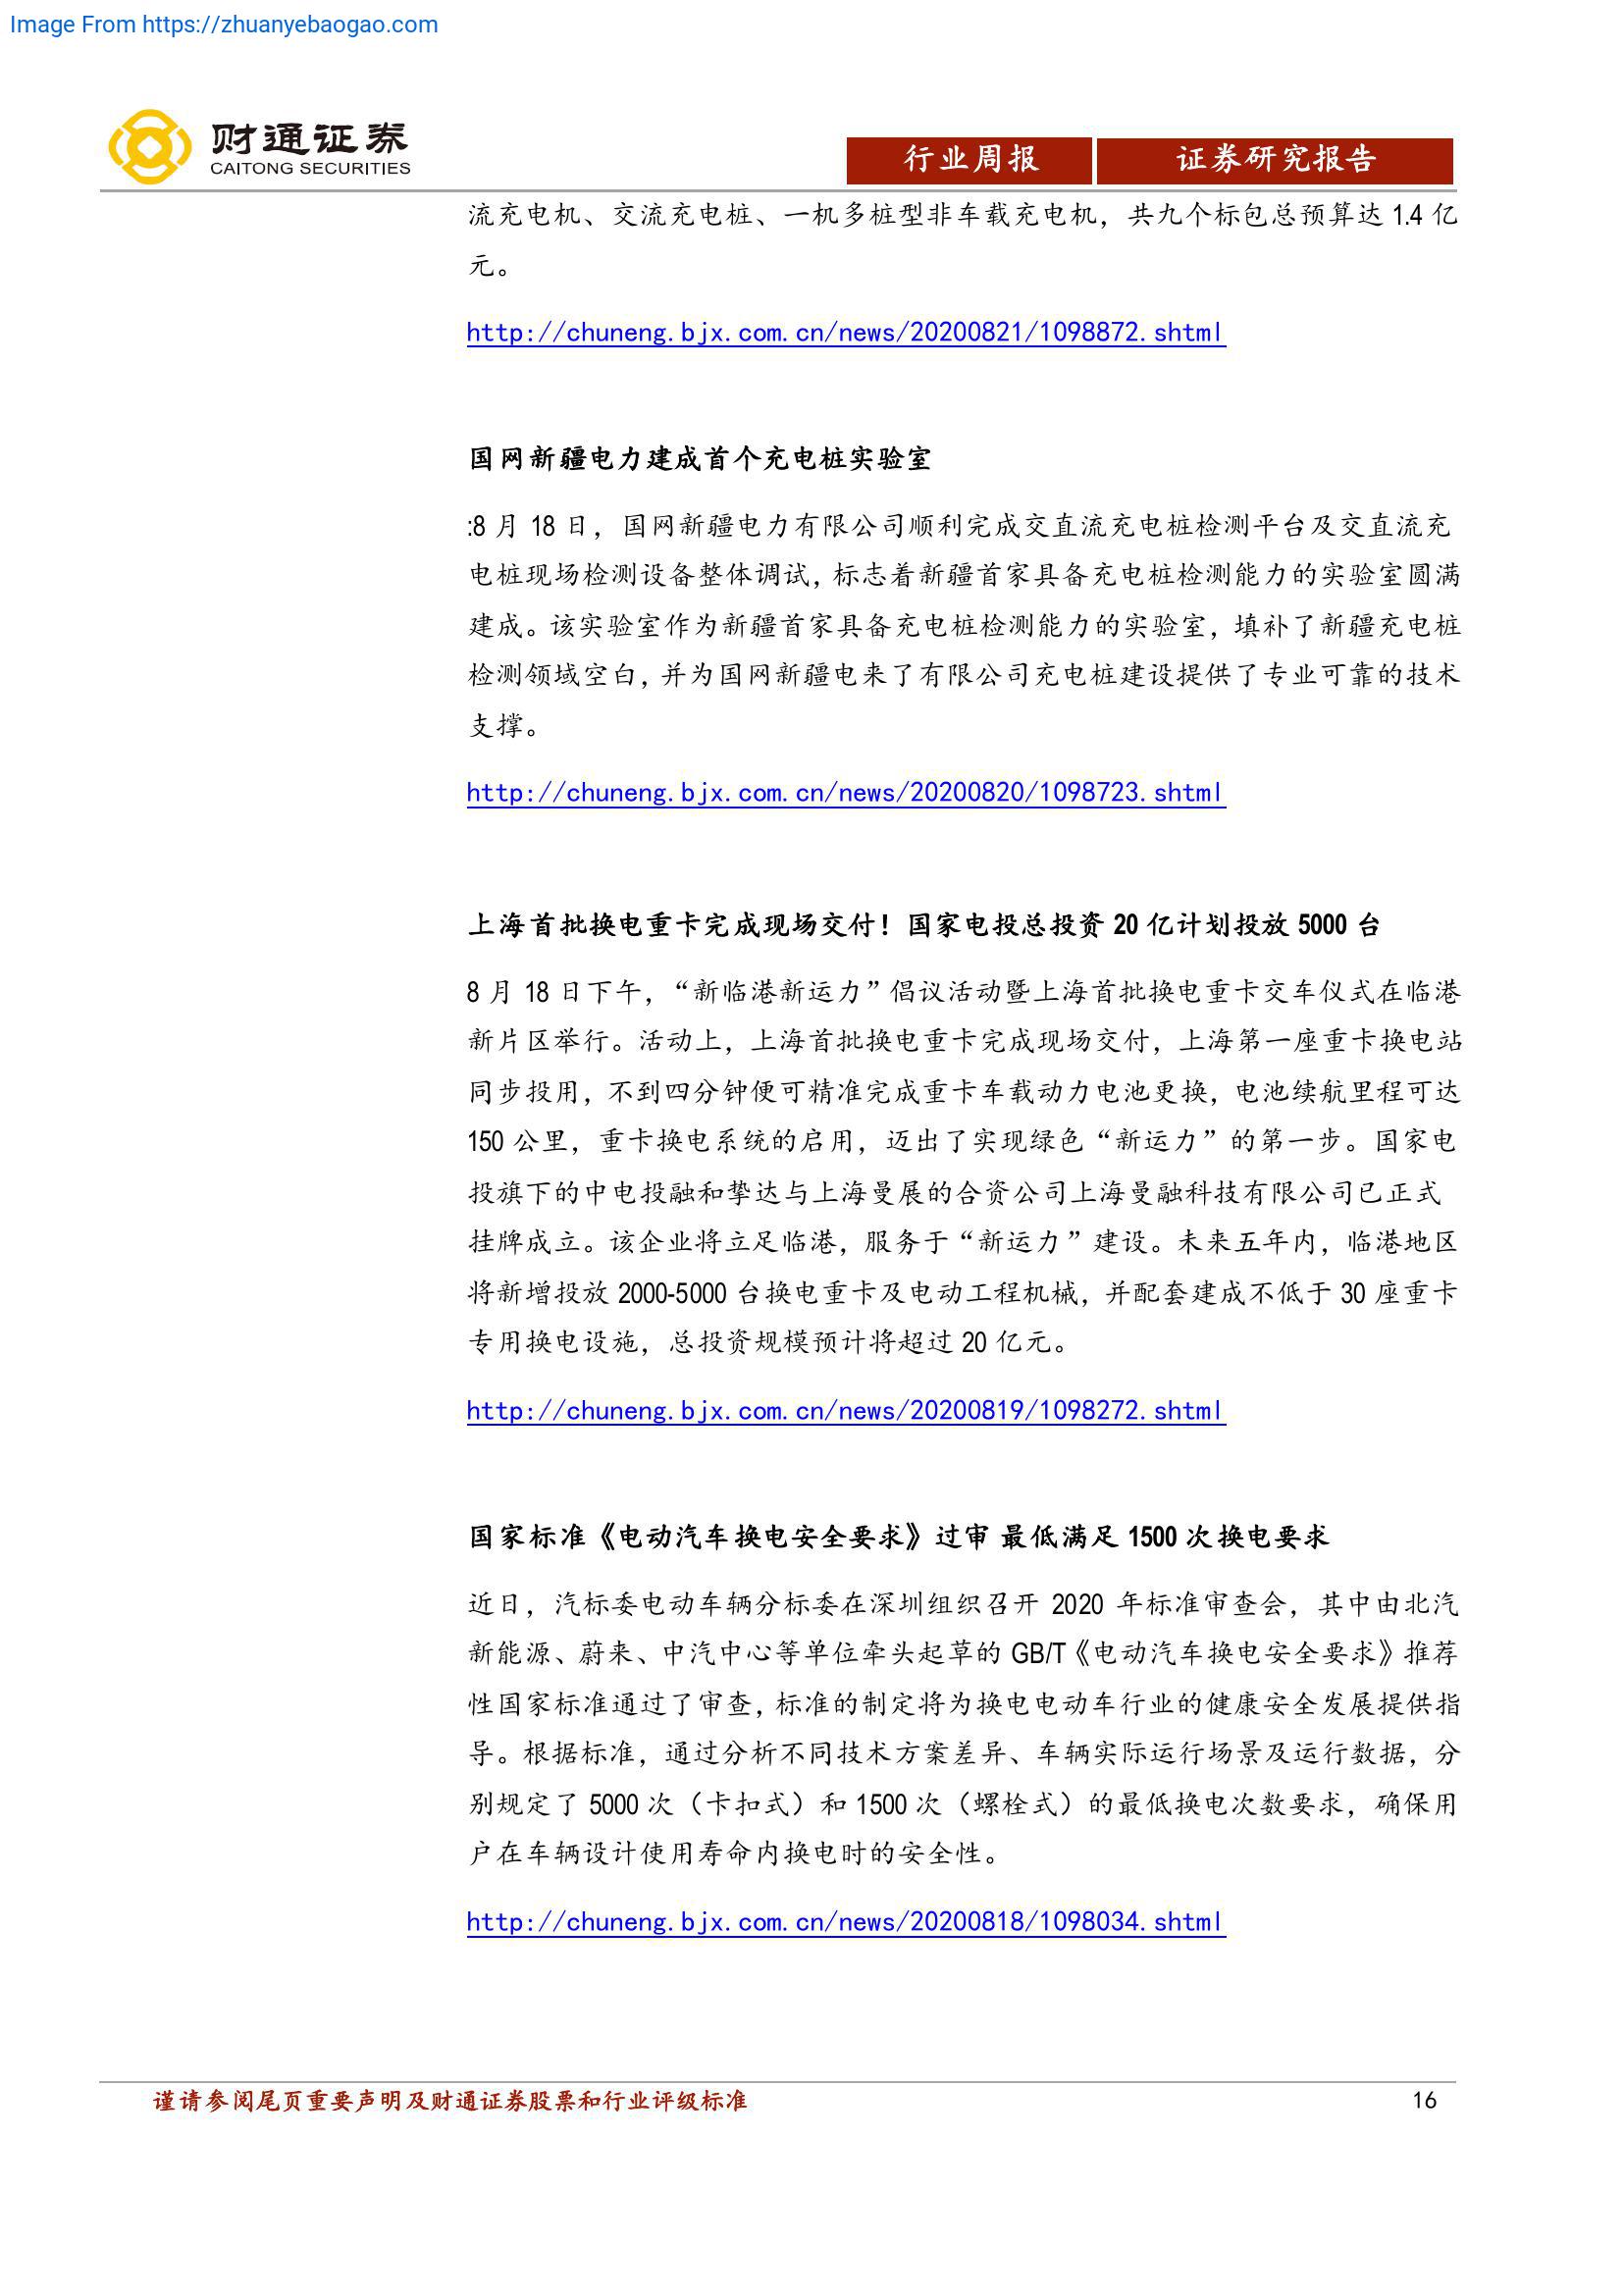 Image From https://zhuanyebaogao.com
财通证券
CAITONG SECURITIES
行业周报
证券研究报告
流充电机、交流充电桩、一机多桩型非车载充电机，共九个标包总预算达 1.4 亿
元。
http://chuneng.bjx.com.cn/news/20200821/1098872.shtml
国网新疆电力建成首个充电桩实验室
:8 月 18 日，国网新疆电力有限公司顺利完成交直流充电桩检测平台及交直流充
电桩现场检测设备整体调试，标志着新疆首家具备充电桩检测能力的实验室圆满
建成。该实验室作为新疆首家具备充电桩检测能力的实验室，填补了新疆充电桩
检测领域空白，并为国网新疆电来了有限公司充电桩建设提供了专业可靠的技术
支撑。
http://chuneng.bjx.com.cn/news/20200820/1098723.shtml
上海首批换电重卡完成现场交付！国家电投总投资 20 亿计划投放 5000 台
8 月 18 日下午，“新临港新运力”倡议活动暨上海首批换电重卡交车仪式在临港
新片区举行。活动上，上海首批换电重卡完成现场交付，上海第一座重卡换电站
同步投用，不到四分钟便可精准完成重卡车载动力电池更换，电池续航里程可达
150 公里，重卡换电系统的启用，迈出了实现绿色“新运力”的第一步。国家电
投旗下的中电投融和挚达与上海曼展的合资公司上海曼融科技有限公司已正式
挂牌成立。该企业将立足临港，服务于“新运力”建设。未来五年内，临港地区
将新增投放 2000-5000 台换电重卡及电动工程机械，并配套建成不低于 30 座重卡
专用换电设施，总投资规模预计将超过 20 亿元。
http://chuneng.bjx.com.cn/news/20200819/1098272.shtml
国家标准《电动汽车换电安全要求》过审 最低满足 1500 次换电要求
近日，汽标委电动车辆分标委在深圳组织召开 2020 年标准审查会，其中由北汽
新能源、蔚来、中汽中心等单位牵头起草的 GB/T《电动汽车换电安全要求》推荐
性国家标准通过了审查，标准的制定将为换电电动车行业的健康安全发展提供指
导。根据标准，通过分析不同技术方案差异、车辆实际运行场景及运行数据，分
别规定了 5000 次（卡扣式）和 1500 次（螺栓式）的最低换电次数要求，确保用
户在车辆设计使用寿命内换电时的安全性。
http://chuneng.bjx.com.cn/news/20200818/1098034.shtml
谨请参阅尾页重要声明及财通证券股票和行业评级标准
16